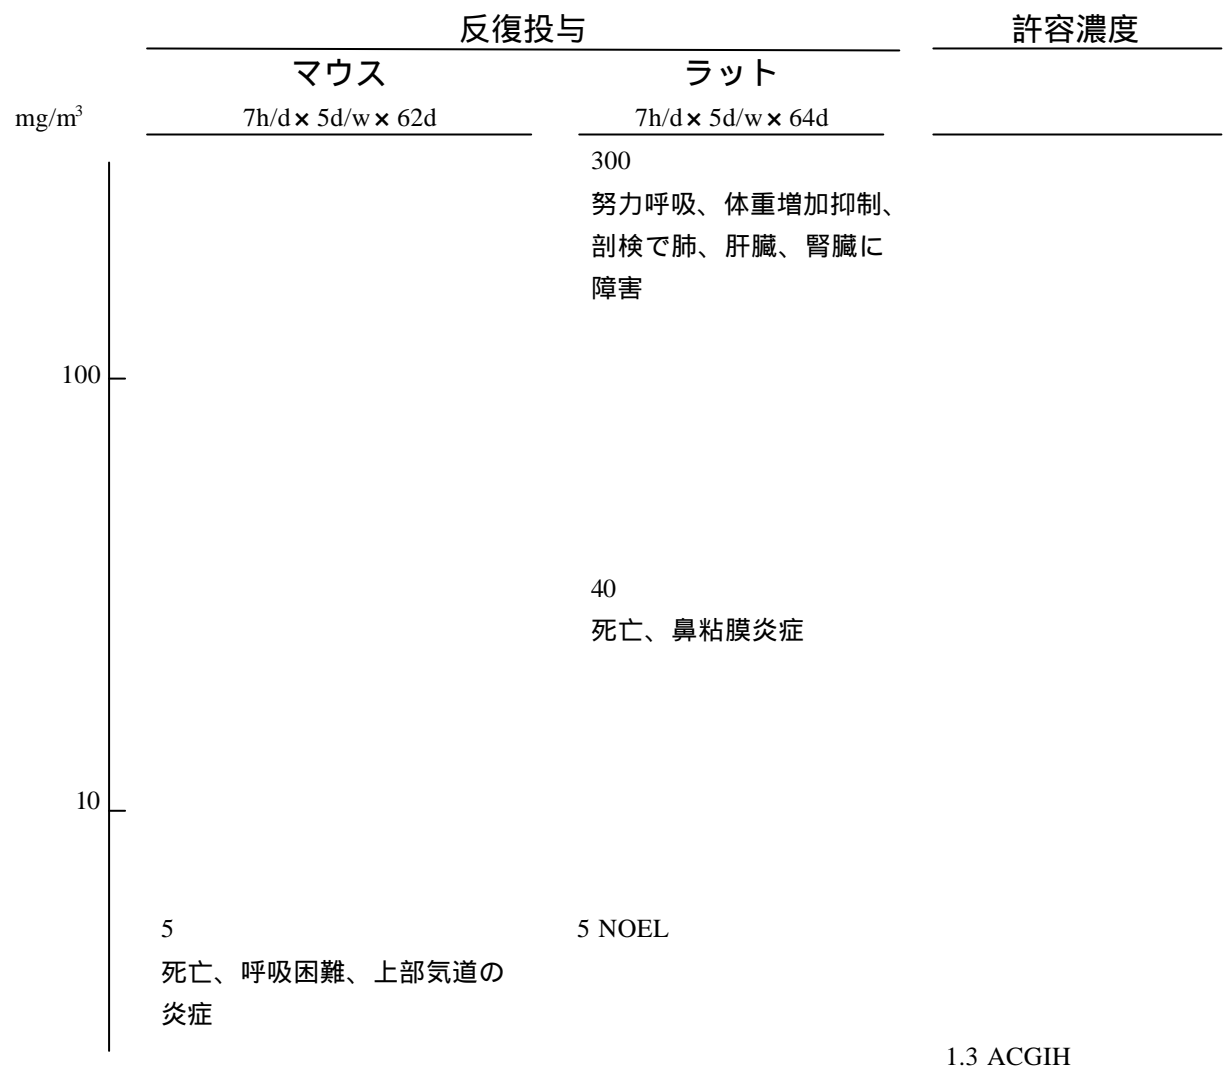 反復投与
許容濃度
マウス
ラット
mg/m³
7h/d × 5d/w × 62d
7h/d × 5d/w × 64d
300
努力呼吸、体重増加抑制、
剖検で肺、肝臓、腎臓に
障害
100
40
死亡、鼻粘膜炎症
10
5
死亡、呼吸困難、上部気道の
炎症
5 NOEL
1.3 ACGIH